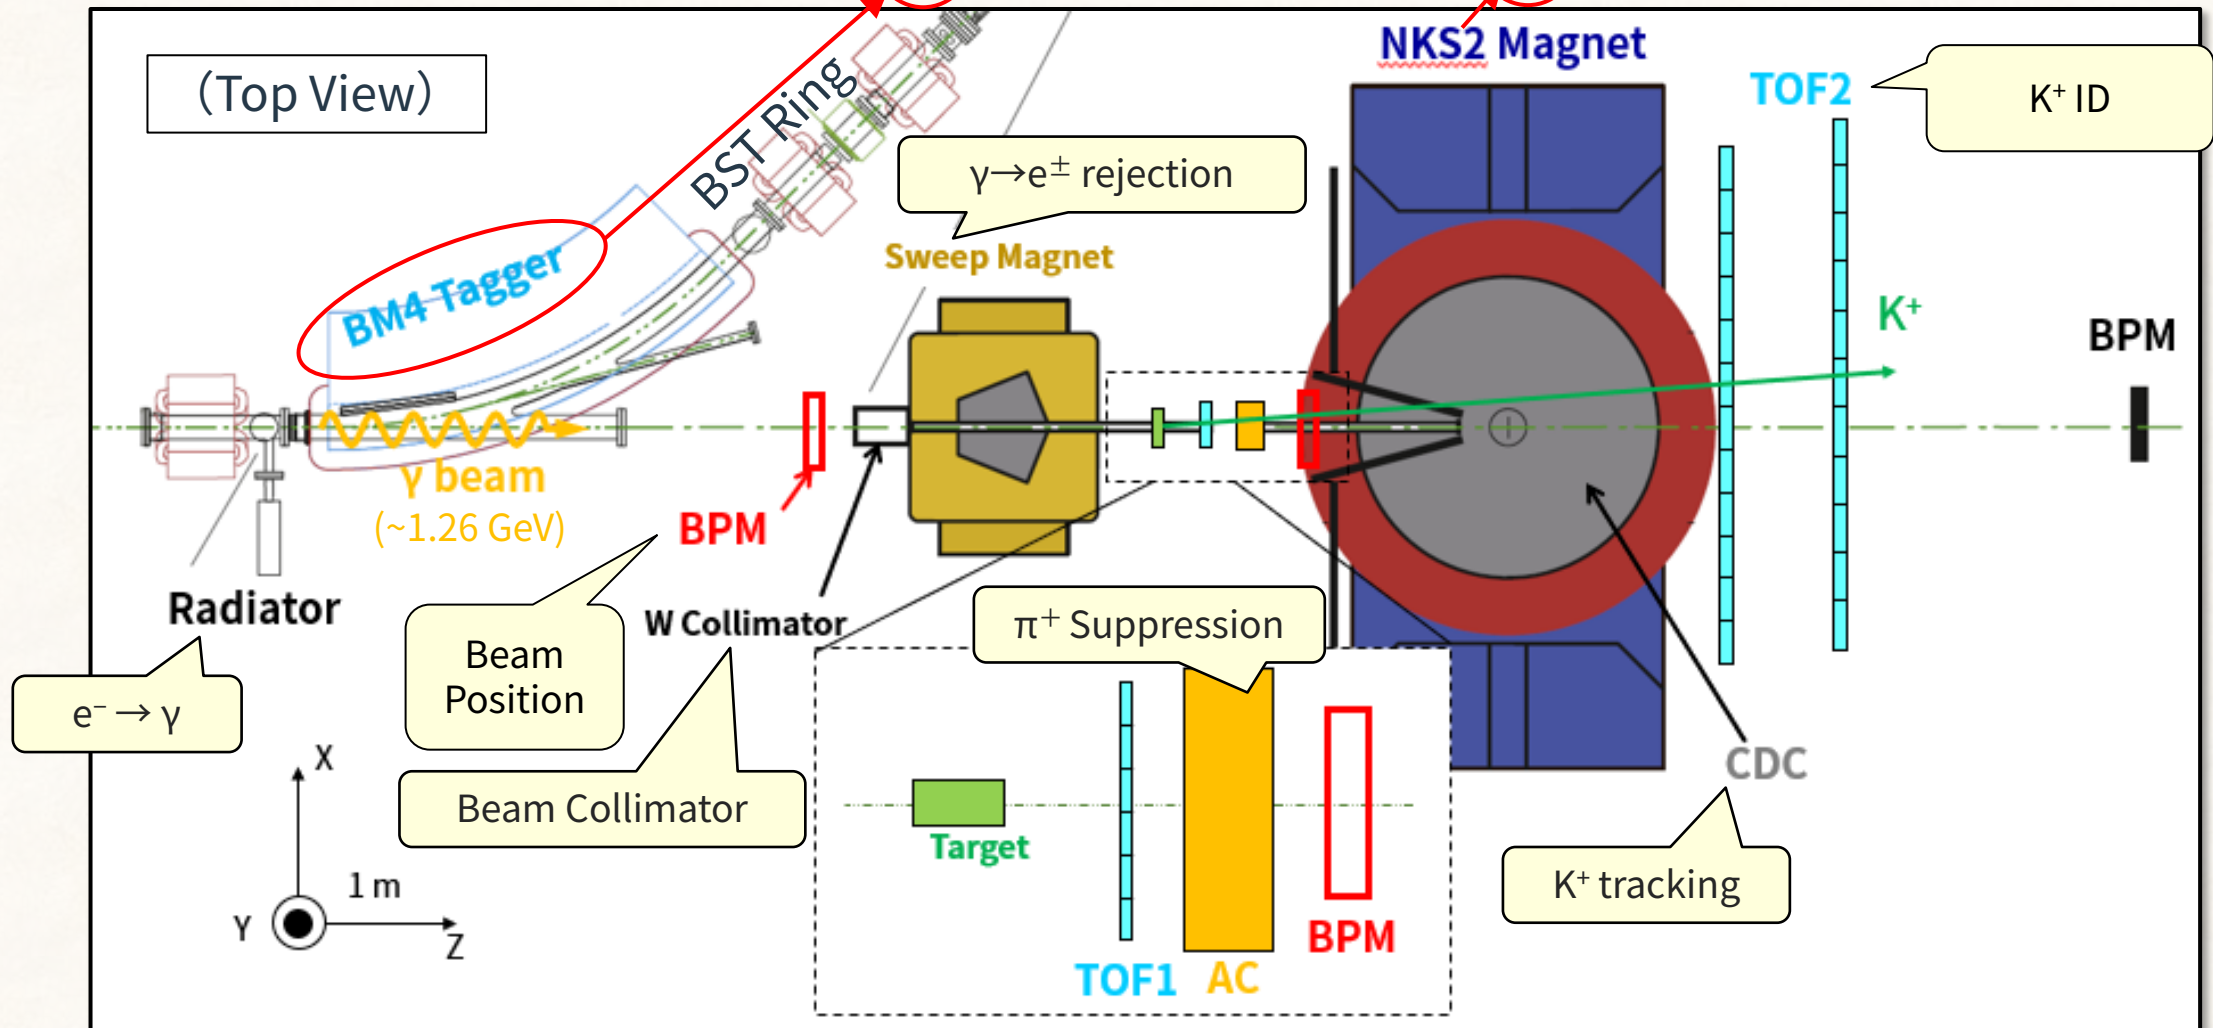 （Top View）
BST Ring
NKS2 Magnet
TOF2
K⁺ ID
γ→e± rejection
Sweep Magnet
BM4 Tagger
K⁺
BPM
γ beam
(~1.26 GeV)
BPM
Radiator
W Collimator
π⁺ Suppression
Beam
Position
e⁻ → γ
Beam Collimator
X
Y
Z
1 m
Target
TOF1
AC
BPM
CDC
K⁺ tracking